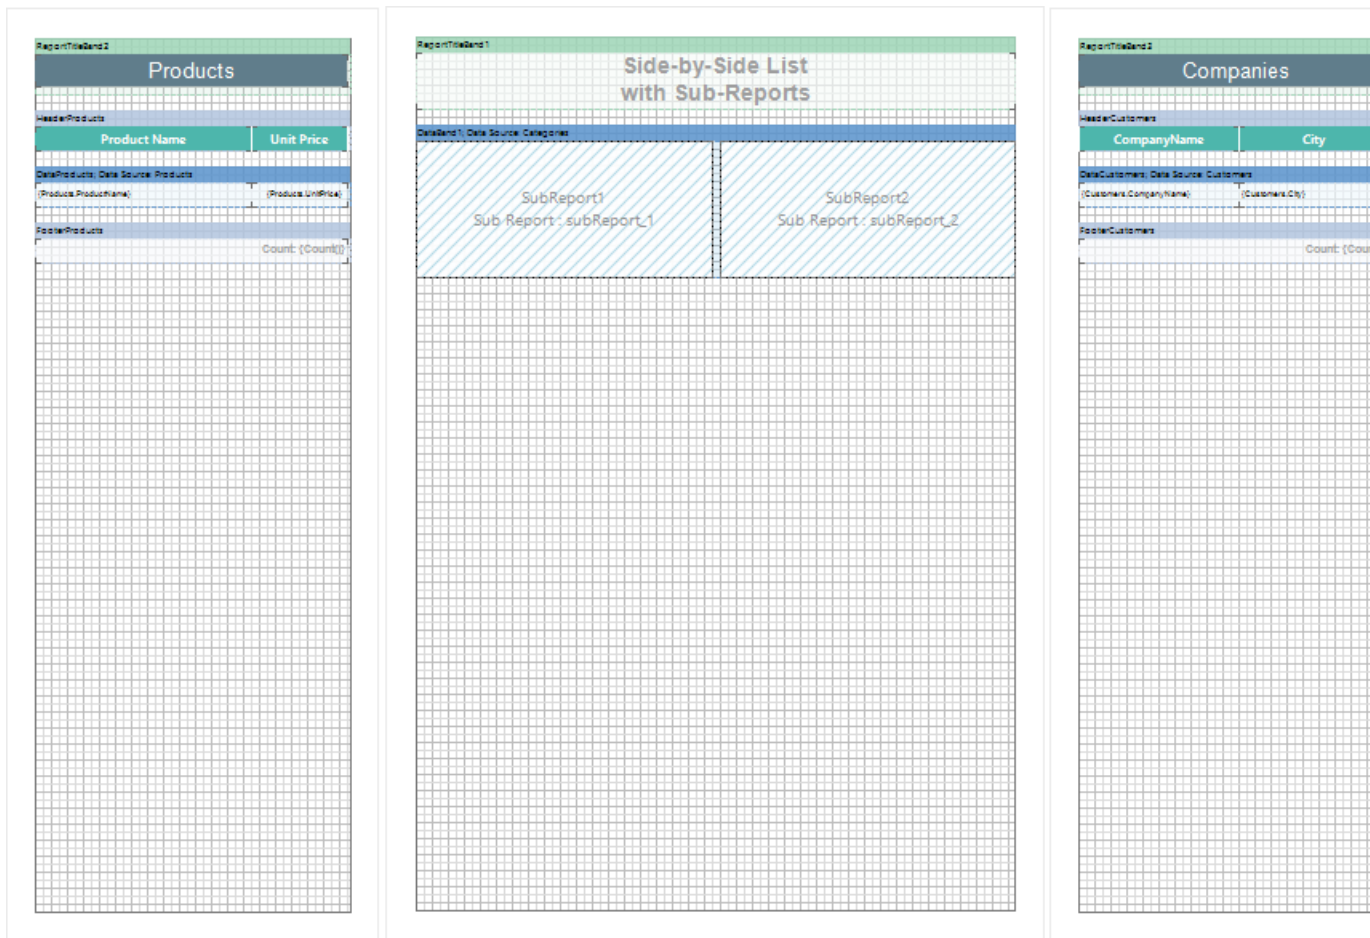 ReportTitleBand2
Products
HeaderProducts
Product Name Unit Price
DataProducts; Data Source: Products
{Products.ProductName} {Products.UnitPrice}
FooterProducts
Count: {Count()}
ReportTitleBand1
Side-by-Side List
with Sub-Reports
DataBand1; Data Source: Categories
SubReport1
Sub Report : subReport_1
SubReport2
Sub Report : subReport_2
ReportTitleBand2
Companies
HeaderCustomers
CompanyName City
DataCustomers; Data Source: Customers
{Customers.CompanyName} {Customers.City}
FooterCustomers
Count: {Cou